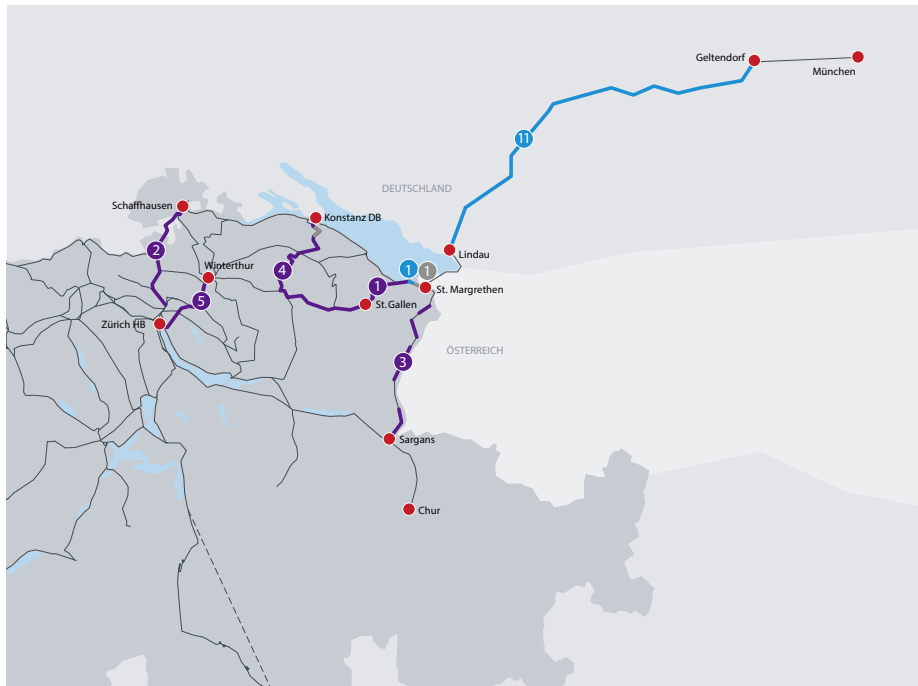 Geltendorf
München
11
DEUTSCHLAND
Schaffhausen
Konstanz DB
2
Lindau
Winterthur
4
1
1
1
St. Margrethen
5
St. Gallen
Zürich HB
ÖSTERREICH
3
Sargans
Chur